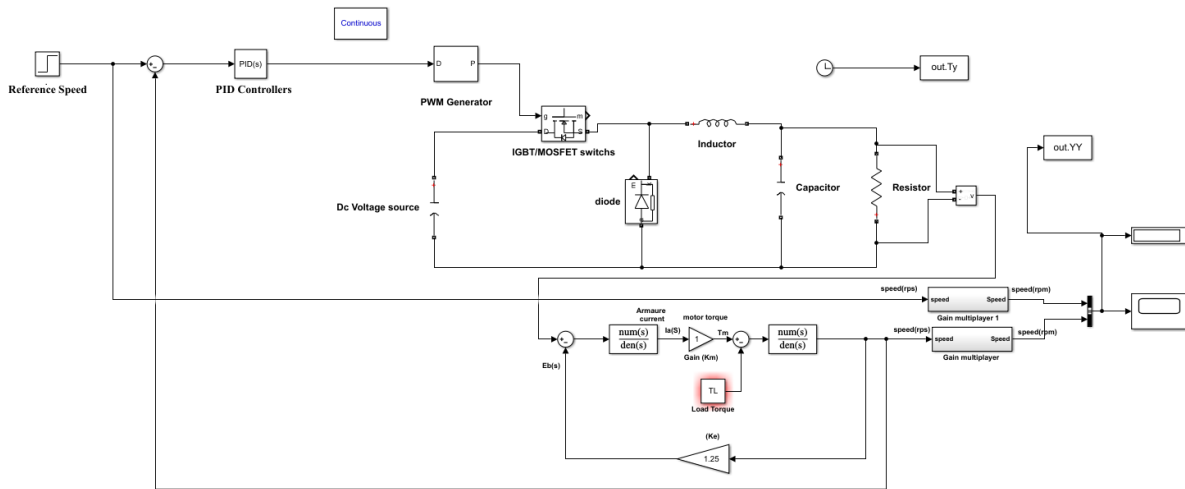 Continuous
Reference Speed
+
-
PID(s)
PID Controllers
D P
PWM Generator
out.Ty
g m
D S
IGBT/MOSFET switchs
+
Inductor
out.YY
E
diode
+
Dc Voltage source
+
Capacitor
Resistor
+
+
- v
speed(rps)
speed Speed
speed(rpm)
Gain multiplayer 1
Armaure
current
motor torque
+
-
num(s)
den(s)
Ia(S)
1
Gain (Km)
Tm
+
-
num(s)
den(s)
speed(rps)
speed Speed
speed(rpm)
Gain multiplayer
Eb(s)
TL
Load Torque
(Ke)
1.25